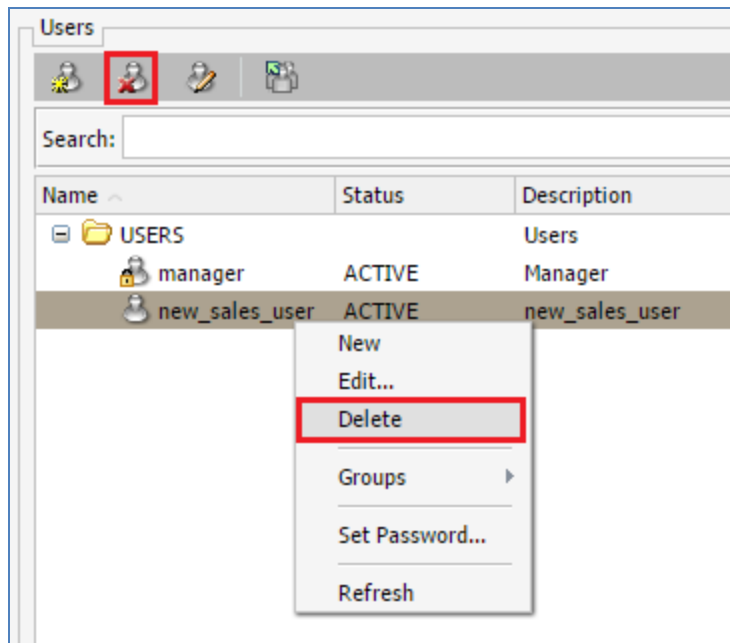 Users
Search:
Name Status Description
USERS Users
manager ACTIVE Manager
new_sales_user ACTIVE new_sales_user
New
Edit...
Delete
Groups
Set Password...
Refresh